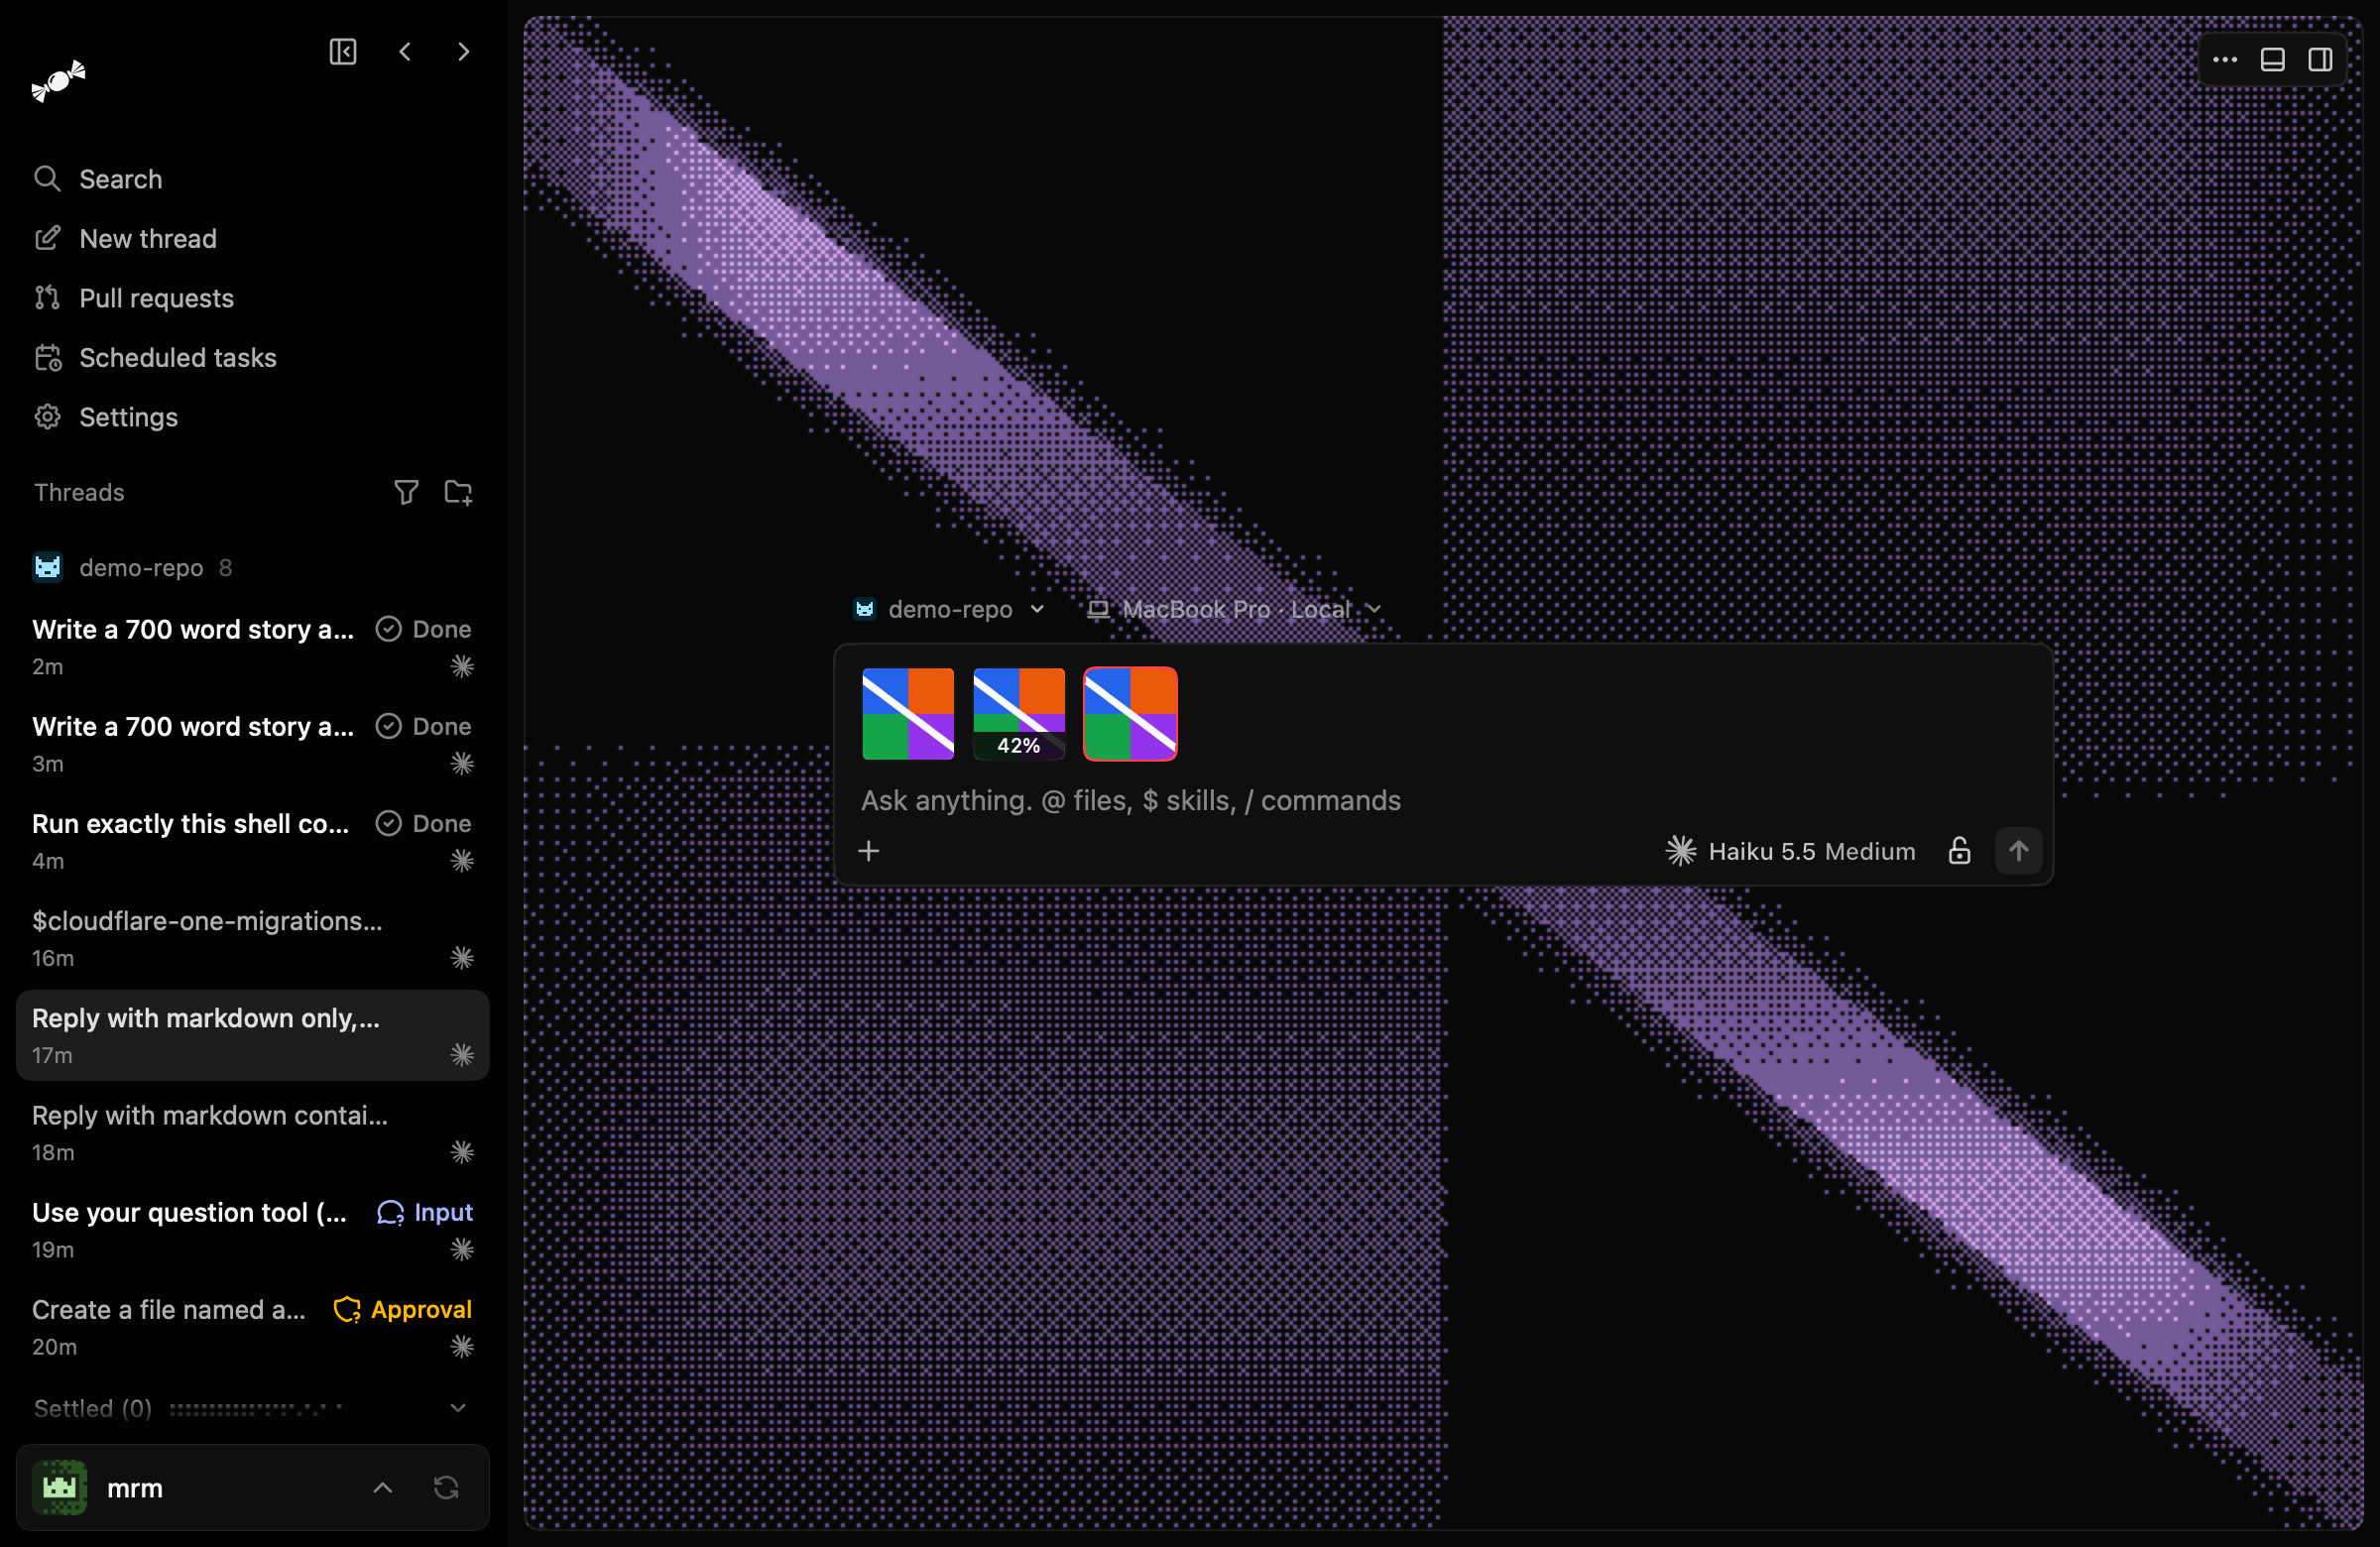 Search
New thread
Pull requests
Scheduled tasks
Settings
Threads
demo-repo 8
Write a 700 word story a... Done
2m
Write a 700 word story a... Done
3m
Run exactly this shell co... Done
4m
$cloudflare-one-migrations...
16m
Reply with markdown only,...
17m
Reply with markdown contai...
18m
Use your question tool (... Input
19m
Create a file named a... Approval
20m
Settled (0)
mrm
demo-repo MacBook Pro · Local
42%
Ask anything. @ files, $ skills, / commands
Haiku 5.5 Medium